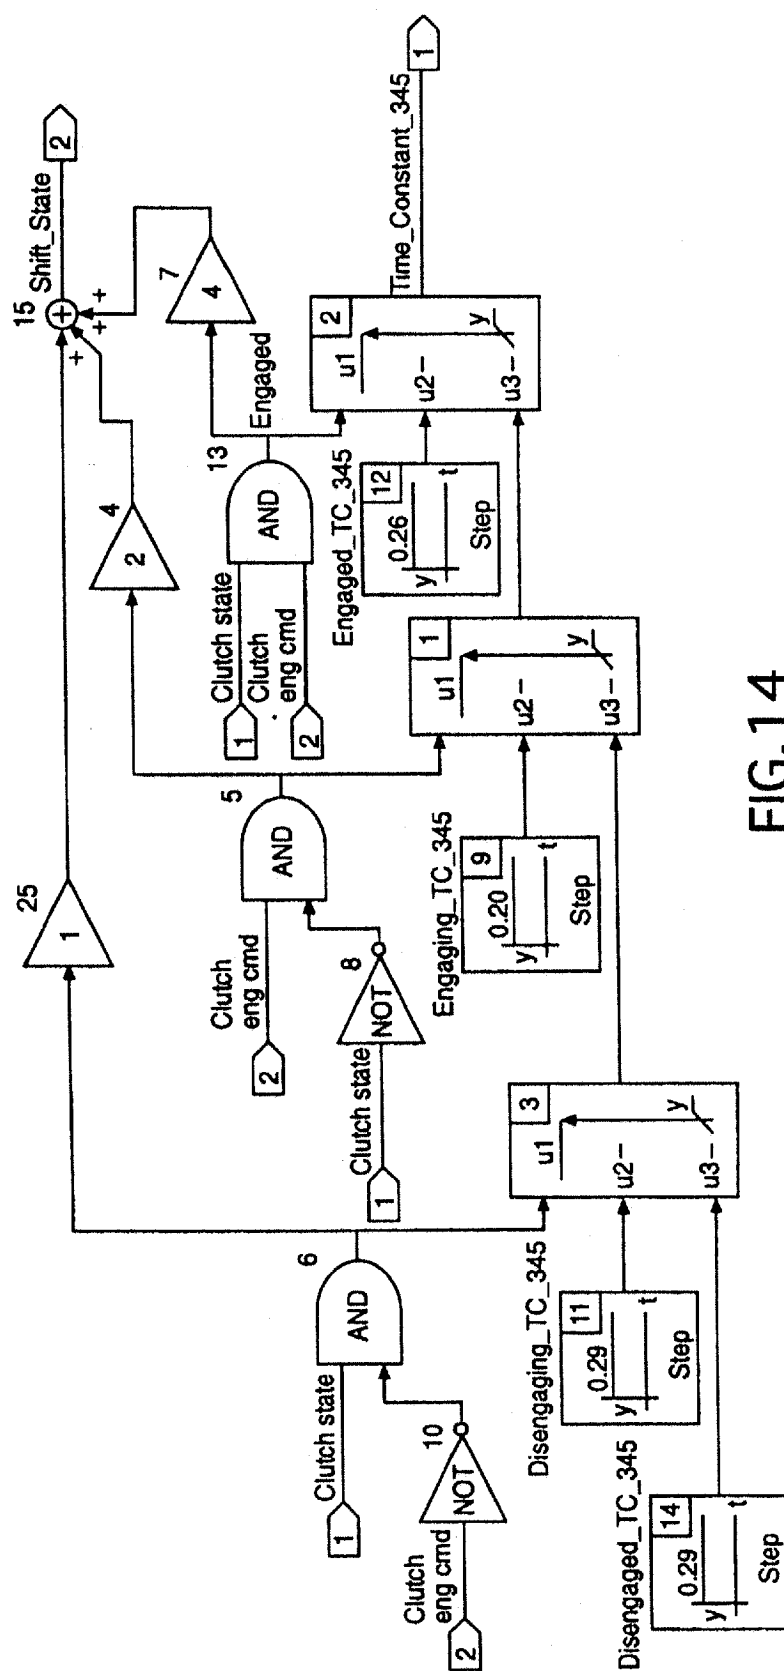 15
Shift_State
2
+
+
+
25
1
4
2
7
4
Clutch
eng cmd
2
5
AND
Clutch state
1
8
NOT
Clutch state
1
Clutch
eng cmd
2
13
AND
Engaged
Clutch state
1
6
AND
Clutch
eng cmd
2
10
NOT
Disengaged_TC_345
14
0.29
y
t
Step
Disengaging_TC_345
11
0.29
y
t
Step
3
u1
u2
u3
y
Engaging_TC_345
9
0.20
y
t
Step
1
u1
u2
u3
y
Engaged_TC_345
12
0.26
y
t
Step
2
u1
u2
u3
y
Time_Constant_345
1
FIG. 14